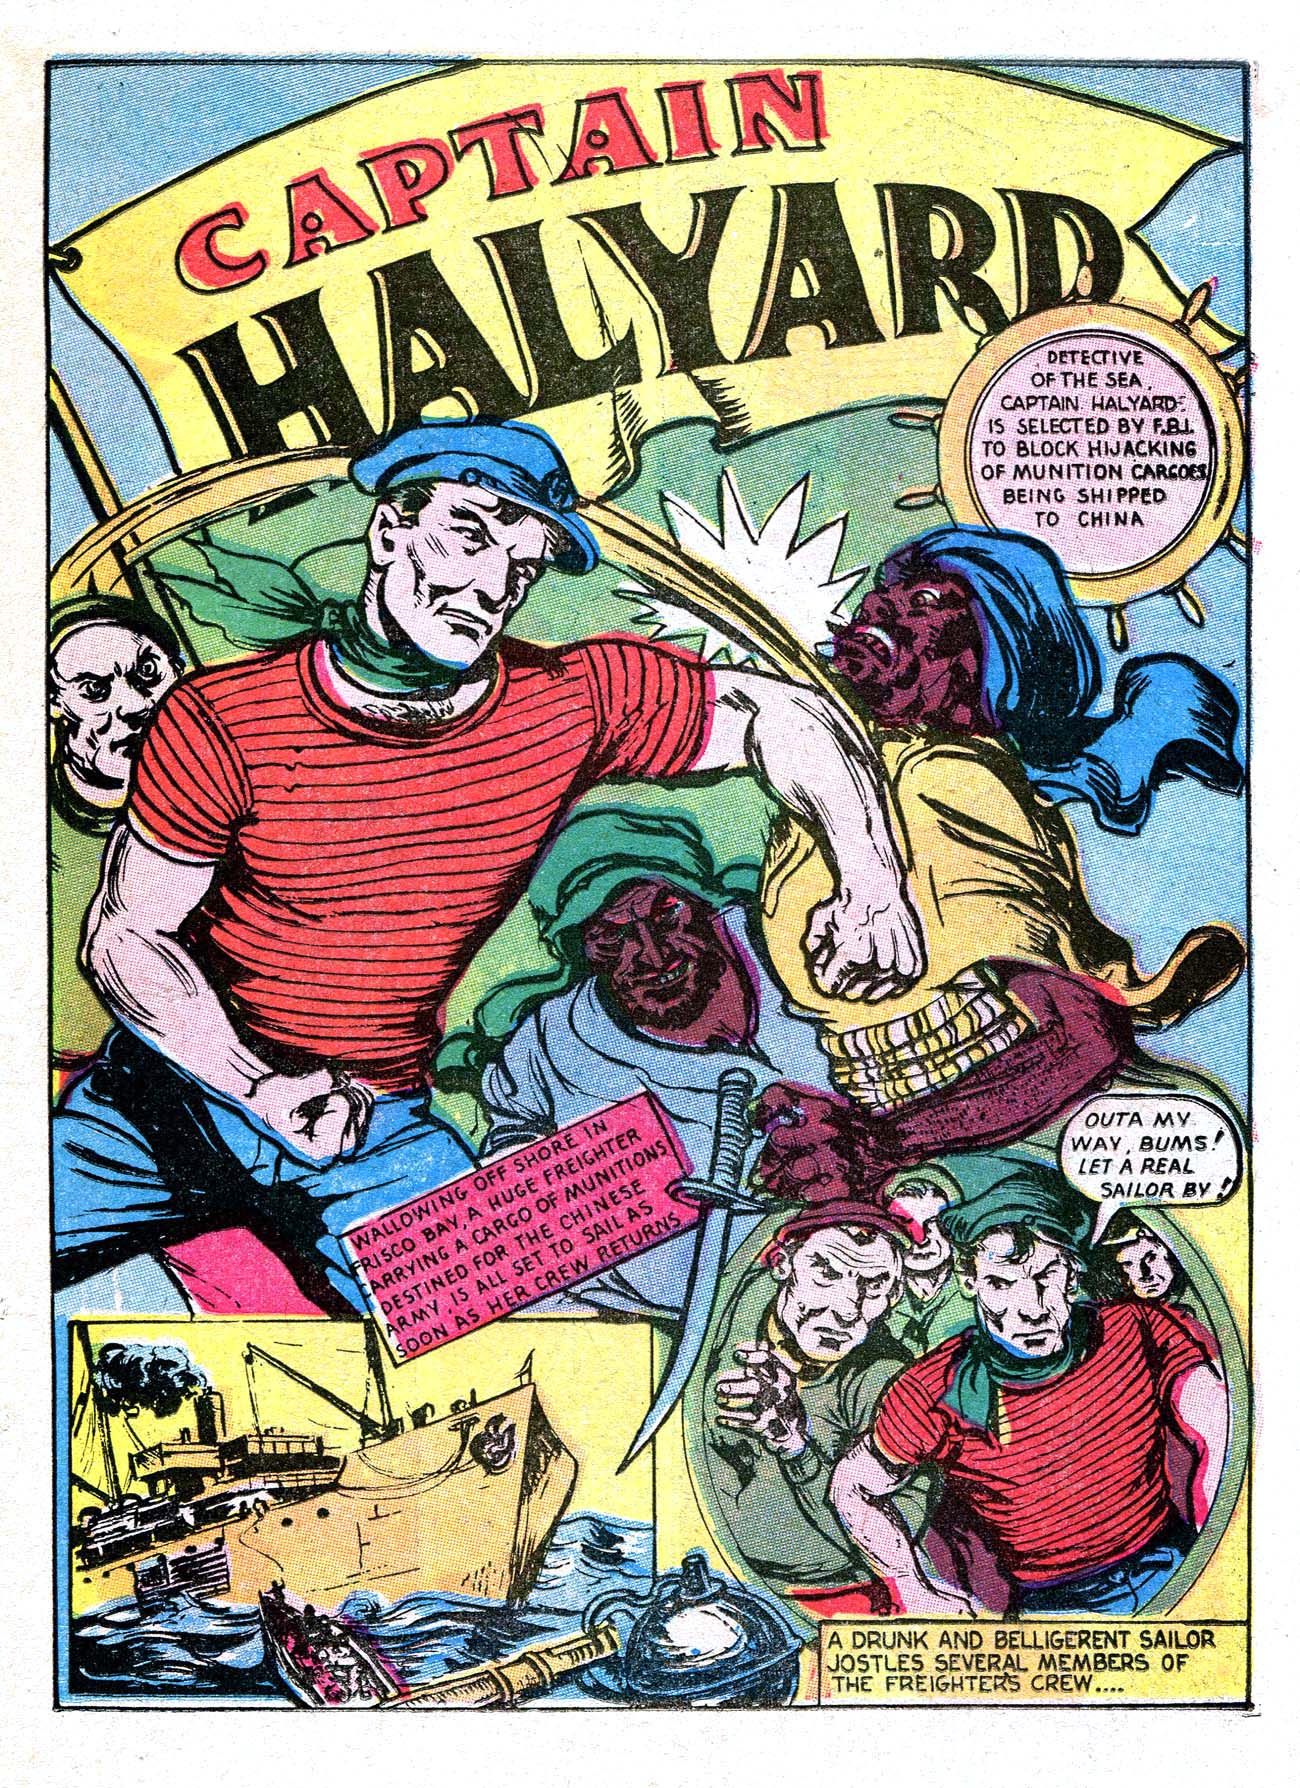 CAPTAIN
HALYARD
DETECTIVE
OF THE SEA,
CAPTAIN HALYARD
IS SELECTED BY F.B.I.
TO BLOCK HIJACKING
OF MUNITION CARGOES
BEING SHIPPED
TO CHINA
WALLOWING OFF SHORE IN
FRISCO BAY, A HUGE FREIGHTER
CARRYING A CARGO OF MUNITIONS
DESTINED FOR THE CHINESE
ARMY, IS ALL SET TO SAIL AS
SOON AS HER CREW RETURNS
OUTA MY
WAY, BUMS!
LET A REAL
SAILOR BY!
A DRUNK AND BELLIGERENT SAILOR
JOSTLES SEVERAL MEMBERS OF
THE FREIGHTER'S CREW....